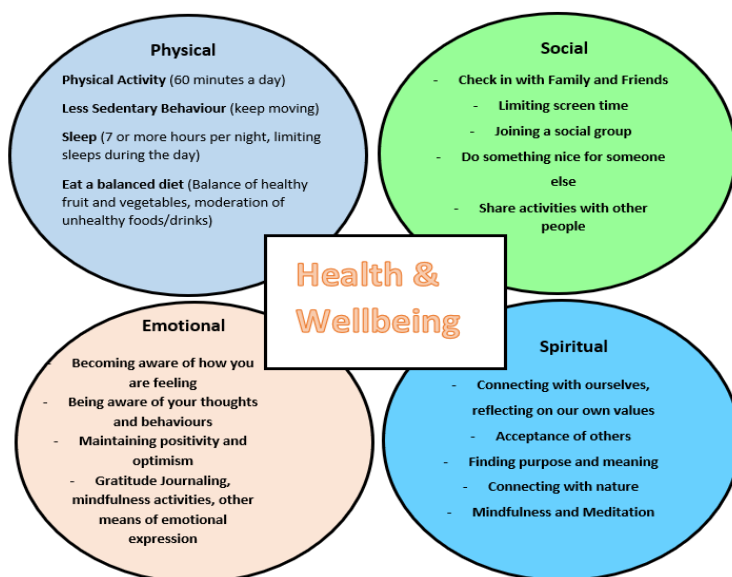 Physical
Physical Activity (60 minutes a day)
Less Sedentary Behaviour (keep moving)
Sleep (7 or more hours per night, limiting
sleeps during the day)
Eat a balanced diet (Balance of healthy
fruit and vegetables, moderation of
unhealthy foods/drinks)
Social
- Check in with Family and Friends
- Limiting screen time
- Joining a social group
- Do something nice for someone
else
- Share activities with other
people
Health &
Wellbeing
Emotional
- Becoming aware of how you
are feeling
- Being aware of your thoughts
and behaviours
- Maintaining positivity and
optimism
- Gratitude Journaling,
mindfulness activities, other
means of emotional
expression
Spiritual
- Connecting with ourselves,
reflecting on our own values
- Acceptance of others
- Finding purpose and meaning
- Connecting with nature
- Mindfulness and Meditation